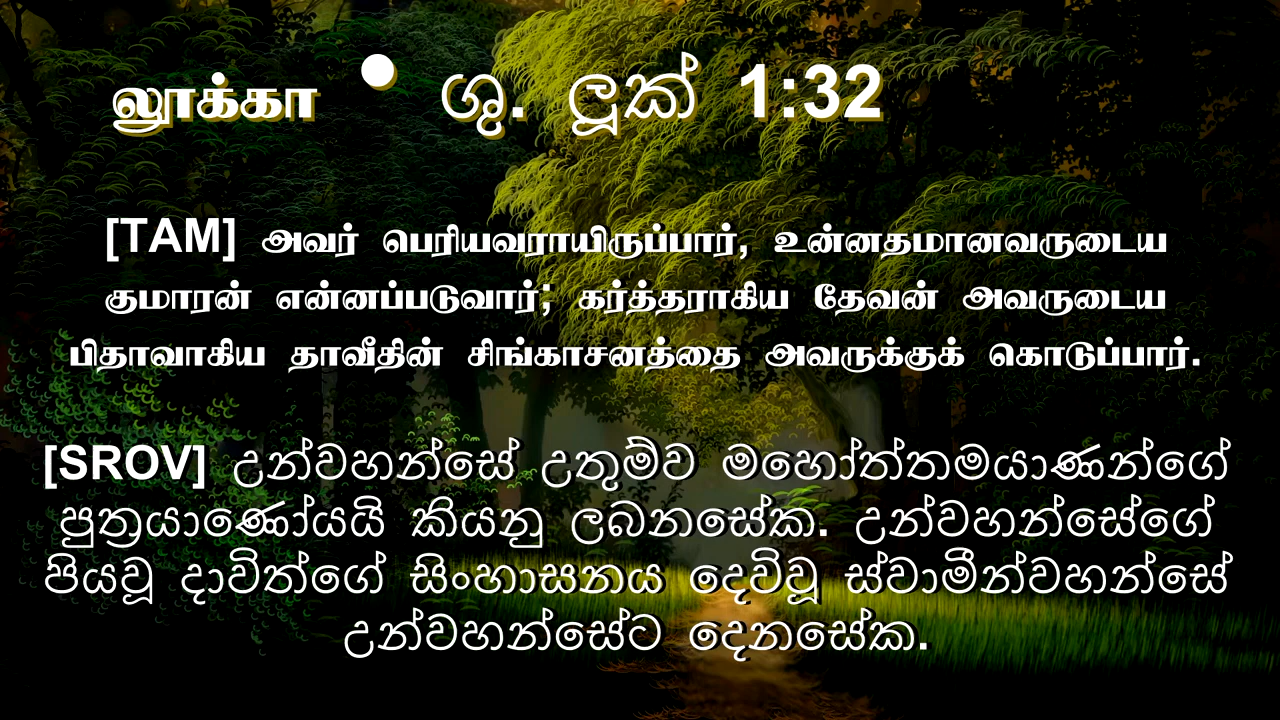 லூக்கா • ශු. ලූක් 1:32
[TAM] அவர் பெரியவராயிருப்பார், உன்னதமானவருடைய
குமாரன் என்னப்படுவார்; கர்த்தராகிய தேவன் அவருடைய
பிதாவாகிய தாவீதின் சிங்காசனத்தை அவருக்குக் கொடுப்பார்.
[SROV] උන්වහන්සේ උතුම්ව මහෝත්තමයාණන්ගේ
පුත්‍රයාණෝයයි කියනු ලබනසේක. උන්වහන්සේගේ
පියවූ දාවිත්ගේ සිංහාසනය දෙවිවූ ස්වාමීන්වහන්සේ
උන්වහන්සේට දෙනසේක.